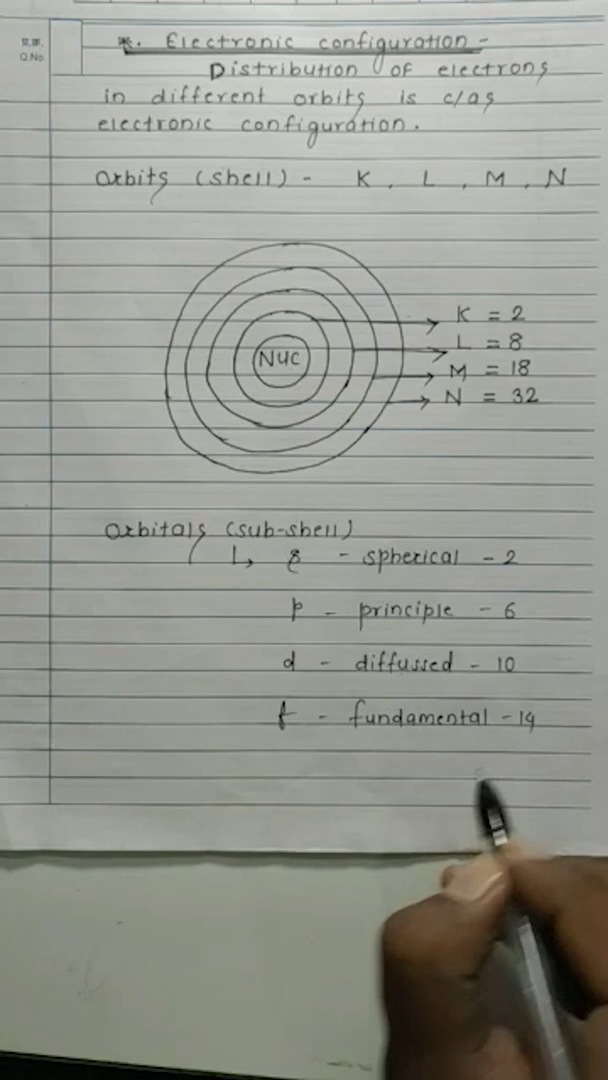 *. Electronic configuration -
Distribution of electrons
in different orbits is c/as
electronic configuration.
Orbits (shell) - K, L, M, N
K = 2
L = 8
Nuc
M = 18
N = 32
Orbitals (sub-shell)
s - spherical - 2
p - principle - 6
d - diffussed - 10
f - fundamental - 14